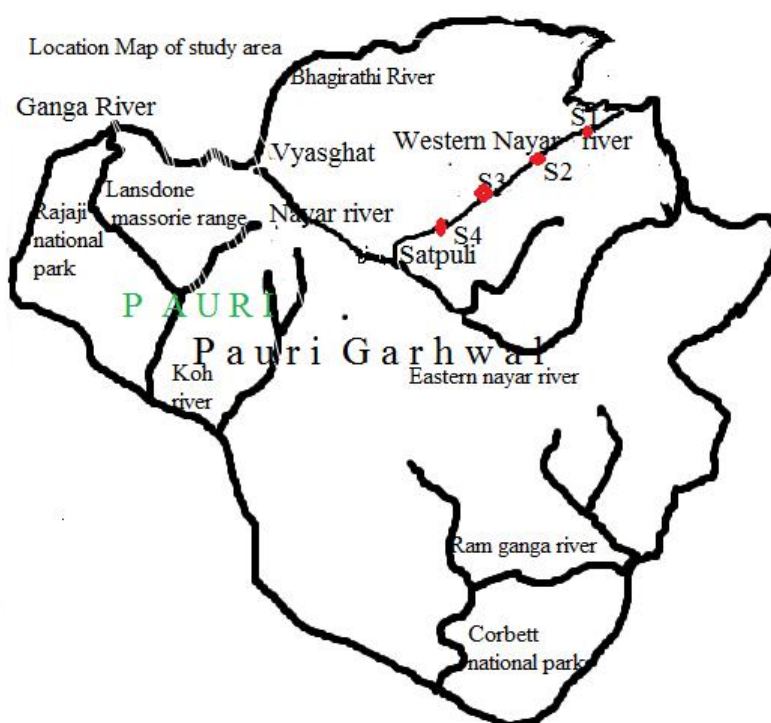 Location Map of study area
Bhagirathi River
Ganga River
S1
Western Nayar river
Vyasghat
S2
Lansdone
massorie range
S3
Rajaji
national
park
Nayar river
S4
Satpuli
PAURI
Pauri Garhwal
Koh
river
Eastern nayar river
Ram ganga river
Corbett
national park